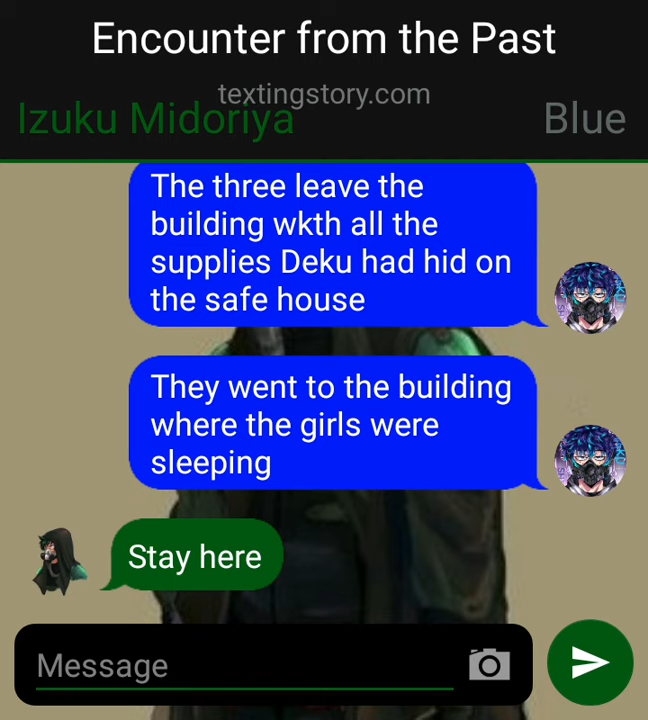 Encounter from the Past
textingstory.com
Izuku Midoriya
Blue
The three leave the
building wkth all the
supplies Deku had hid on
the safe house
They went to the building
where the girls were
sleeping
Stay here
Message